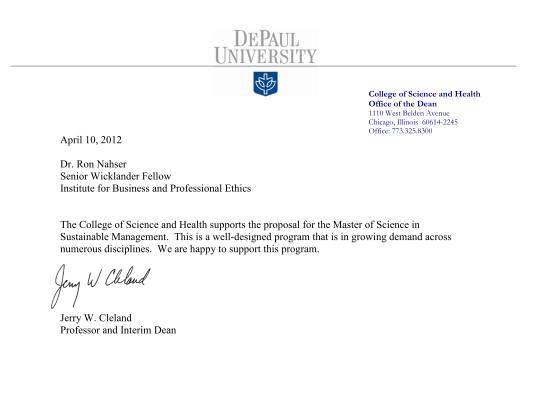 DEPAUL
UNIVERSITY
College of Science and Health
Office of the Dean
1110 West Belden Avenue
Chicago, Illinois 60614-2245
Office: 773.325.8300
April 10, 2012
Dr. Ron Nahser
Senior Wicklander Fellow
Institute for Business and Professional Ethics
The College of Science and Health supports the proposal for the Master of Science in
Sustainable Management. This is a well-designed program that is in growing demand across
numerous disciplines. We are happy to support this program.
Jerry W Cleland
Jerry W. Cleland
Professor and Interim Dean